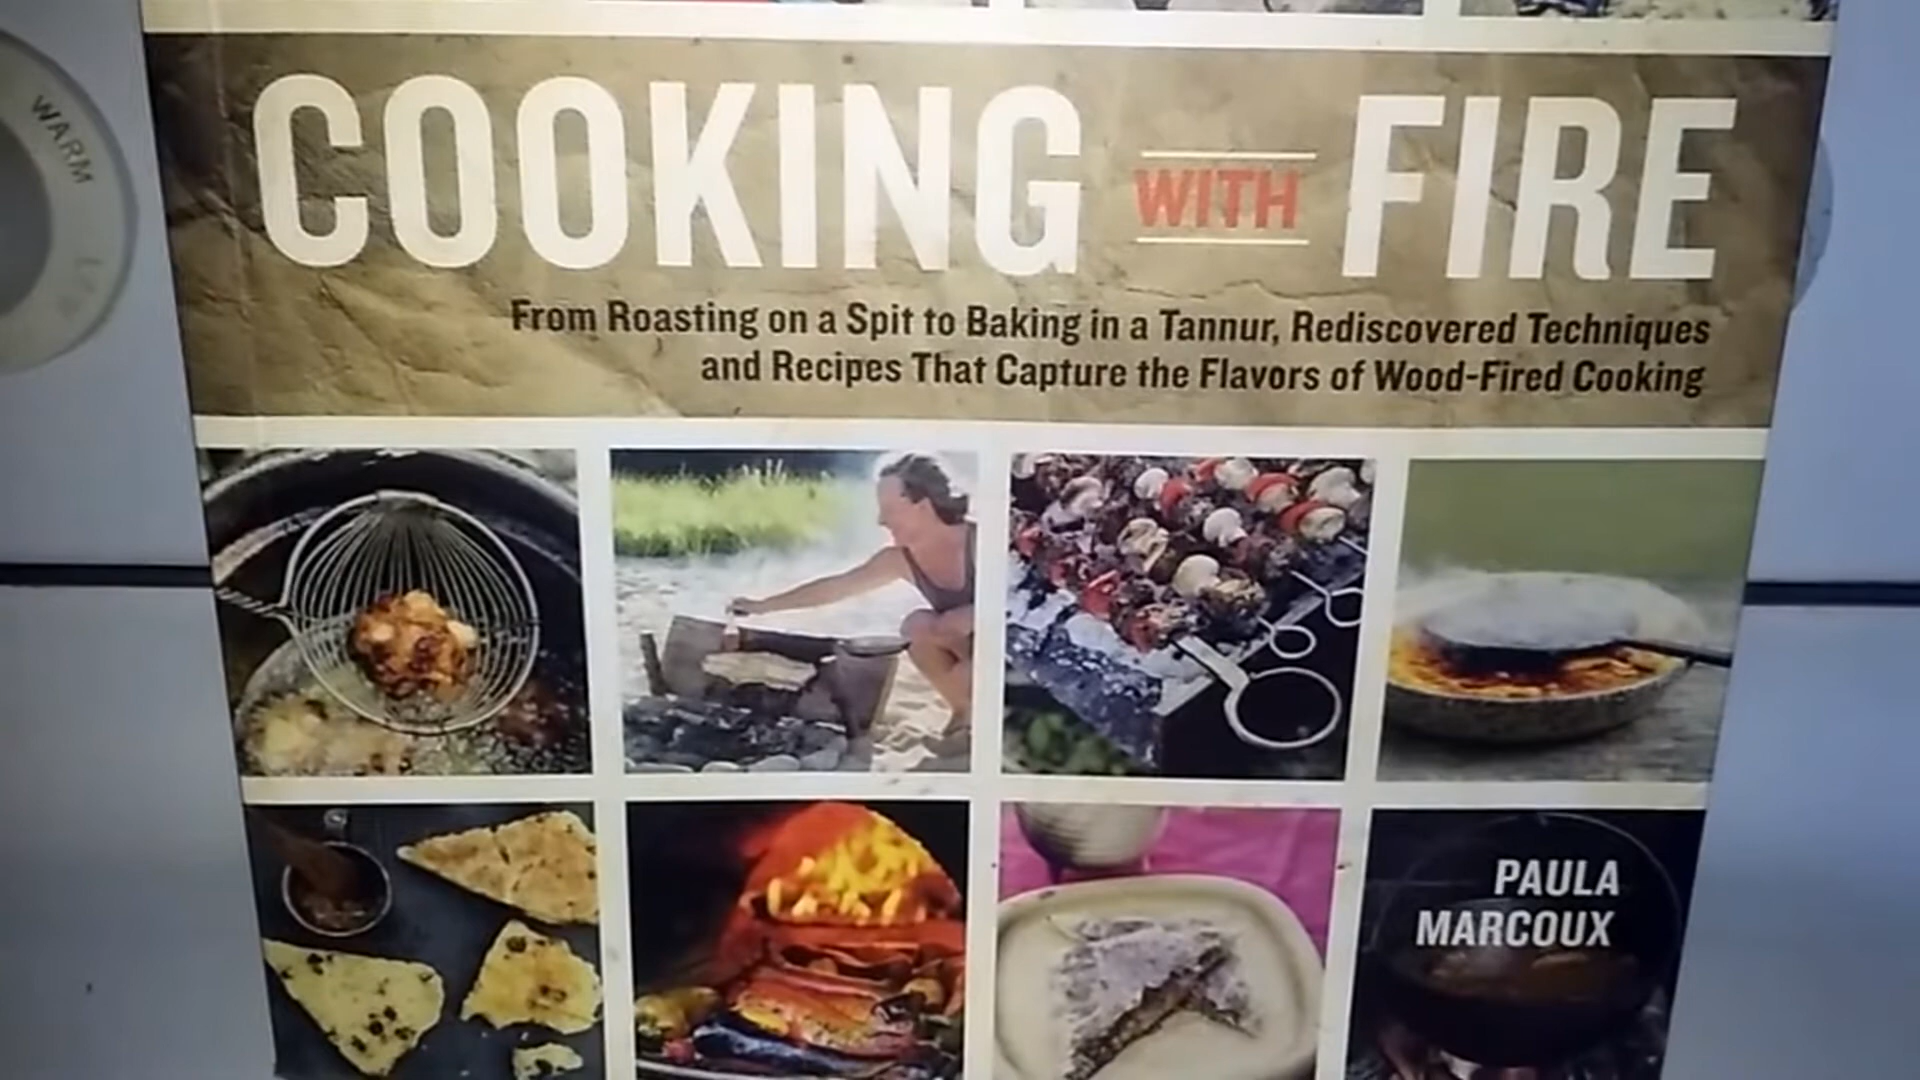 WARM
COOKING WITH FIRE
From Roasting on a Spit to Baking in a Tannur, Rediscovered Techniques
and Recipes That Capture the Flavors of Wood-Fired Cooking
PAULA
MARCOUX